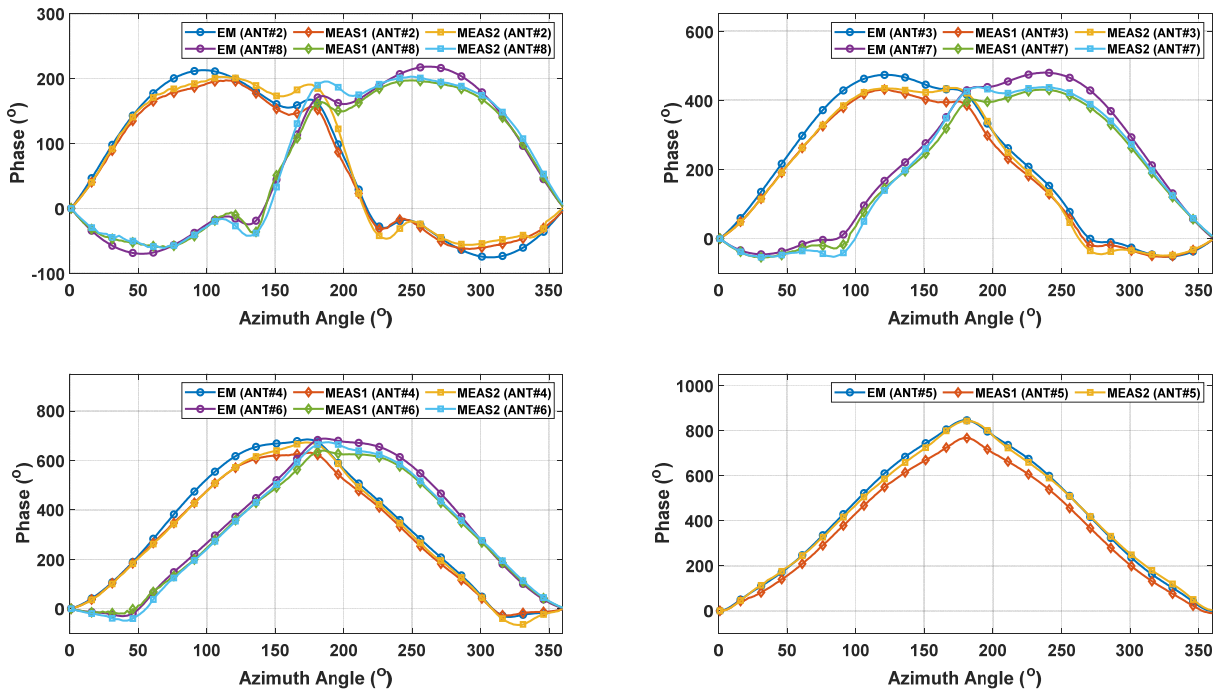 300
200
100
0
-100
Phase (°)
EM (ANT#2) MEAS1 (ANT#2) MEAS2 (ANT#2)
EM (ANT#8) MEAS1 (ANT#8) MEAS2 (ANT#8)
0 50 100 150 200 250 300 350
Azimuth Angle (O)
600
400
200
0
Phase (°)
EM (ANT#3) MEAS1 (ANT#3) MEAS2 (ANT#3)
EM (ANT#7) MEAS1 (ANT#7) MEAS2 (ANT#7)
0 50 100 150 200 250 300 350
Azimuth Angle (O)
800
600
400
200
0
Phase (°)
EM (ANT#4) MEAS1 (ANT#4) MEAS2 (ANT#4)
EM (ANT#6) MEAS1 (ANT#6) MEAS2 (ANT#6)
0 50 100 150 200 250 300 350
Azimuth Angle (O)
1000
800
600
400
200
0
Phase (°)
EM (ANT#5) MEAS1 (ANT#5) MEAS2 (ANT#5)
0 50 100 150 200 250 300 350
Azimuth Angle (O)